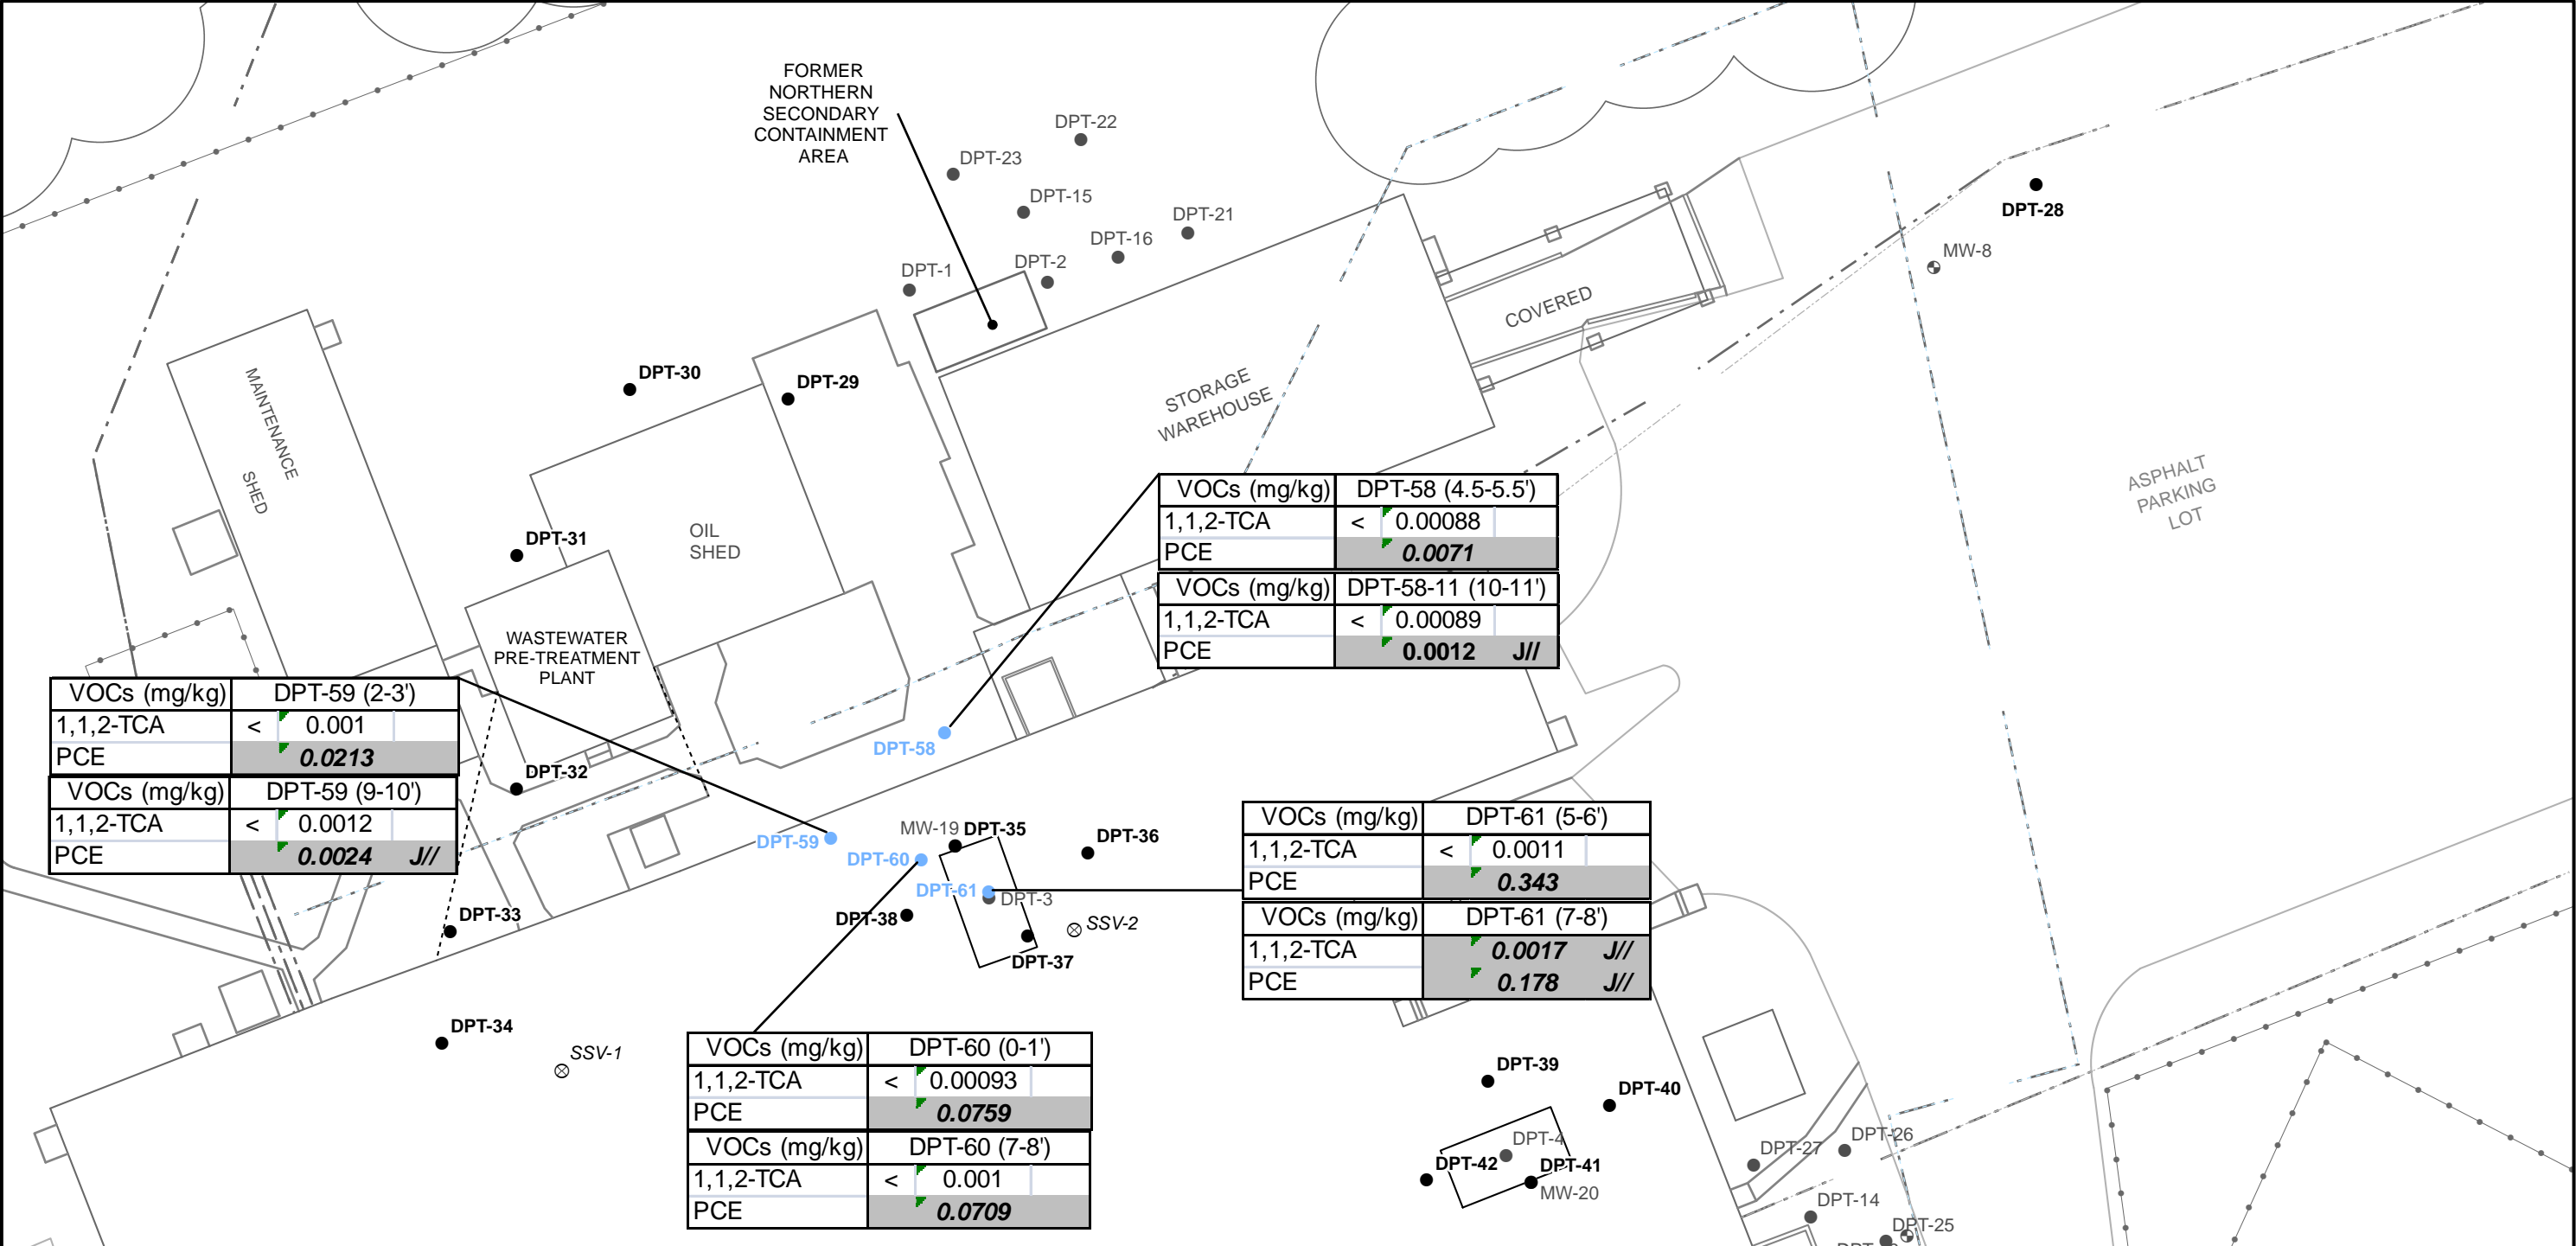 FORMER
NORTHERN
SECONDARY
CONTAINMENT
AREA
DPT-22
DPT-23
DPT-15
DPT-21
DPT-16
DPT-2
DPT-1
DPT-28
MW-8
COVERED
MAINTENANCE
SHED
DPT-30
DPT-29
STORAGE
WAREHOUSE
ASPHALT
PARKING
LOT
DPT-31
OIL
SHED
VOCs (mg/kg) DPT-58 (4.5-5.5')
1,1,2-TCA < 0.00088
PCE 0.0071
VOCs (mg/kg) DPT-58-11 (10-11')
1,1,2-TCA < 0.00089
PCE 0.0012 J//
WASTEWATER
PRE-TREATMENT
PLANT
VOCs (mg/kg) DPT-59 (2-3')
1,1,2-TCA < 0.001
PCE 0.0213
VOCs (mg/kg) DPT-59 (9-10')
1,1,2-TCA < 0.0012
PCE 0.0024 J//
DPT-58
DPT-32
DPT-59
MW-19 DPT-35
DPT-36
DPT-60
DPT-61
DPT-3
DPT-38
SSV-2
DPT-37
VOCs (mg/kg) DPT-61 (5-6')
1,1,2-TCA < 0.0011
PCE 0.343
VOCs (mg/kg) DPT-61 (7-8')
1,1,2-TCA 0.0017 J//
PCE 0.178 J//
DPT-33
DPT-34
SSV-1
VOCs (mg/kg) DPT-60 (0-1')
1,1,2-TCA < 0.00093
PCE 0.0759
VOCs (mg/kg) DPT-60 (7-8')
1,1,2-TCA < 0.001
PCE 0.0709
DPT-39
DPT-40
DPT-4
DPT-42
DPT-41
MW-20
DPT-27
DPT-26
DPT-14
DPT-25